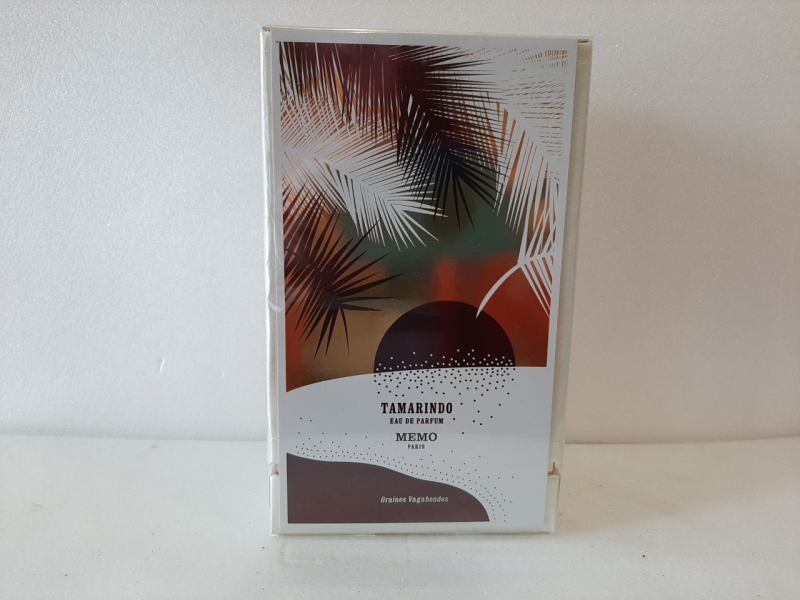 TAMARINDO
EAU DE PARFUM
MEMO
PARIS
Graines Vagabondes